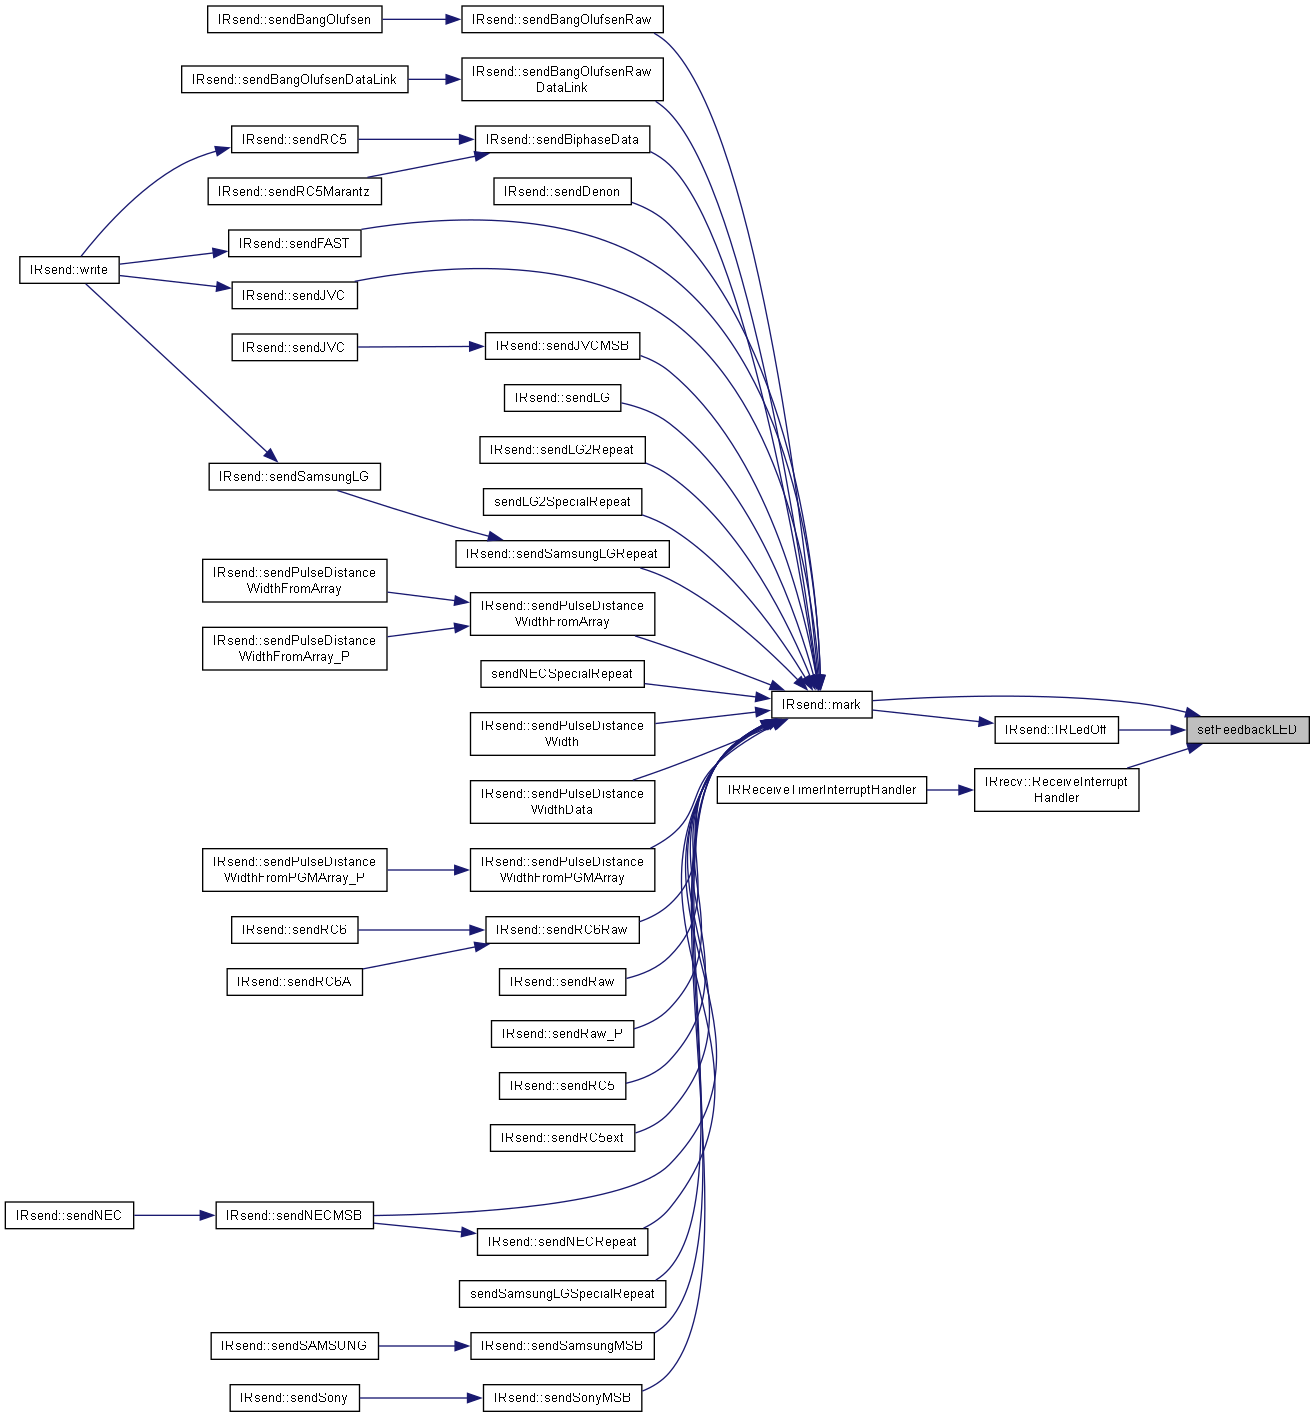 IRsend::sendBangOlufsen
IRsend::sendBangOlufsenRaw
IRsend::sendBangOlufsenDataLink
IRsend::sendBangOlufsenRaw
DataLink
IRsend::sendRC5
IRsend::sendBiphaseData
IRsend::sendRC5Marantz
IRsend::sendDenon
IRsend::sendFAST
IRsend::write
IRsend::sendJVC
IRsend::sendJVC
IRsend::sendJVCMSB
IRsend::sendLG
IRsend::sendLG2Repeat
IRsend::sendSamsungLG
sendLG2SpecialRepeat
IRsend::sendSamsungLGRepeat
IRsend::sendPulseDistance
WidthFromArray
IRsend::sendPulseDistance
WidthFromArray
IRsend::sendPulseDistance
WidthFromArray_P
sendNECSpecialRepeat
IRsend::mark
IRsend::sendPulseDistance
Width
IRsend::IRLedOff
setFeedbackLED
IRsend::sendPulseDistance
WidthData
IRReceiveTimerInterruptHandler
IRrecv::ReceiveInterrupt
Handler
IRsend::sendPulseDistance
WidthFromPGMArray_P
IRsend::sendPulseDistance
WidthFromPGMArray
IRsend::sendRC6
IRsend::sendRC6Raw
IRsend::sendRC6A
IRsend::sendRaw
IRsend::sendRaw_P
IRsend::sendRC5
IRsend::sendRC5ext
IRsend::sendNEC
IRsend::sendNECMSB
IRsend::sendNECRepeat
sendSamsungLGSpecialRepeat
IRsend::sendSAMSUNG
IRsend::sendSamsungMSB
IRsend::sendSony
IRsend::sendSonyMSB